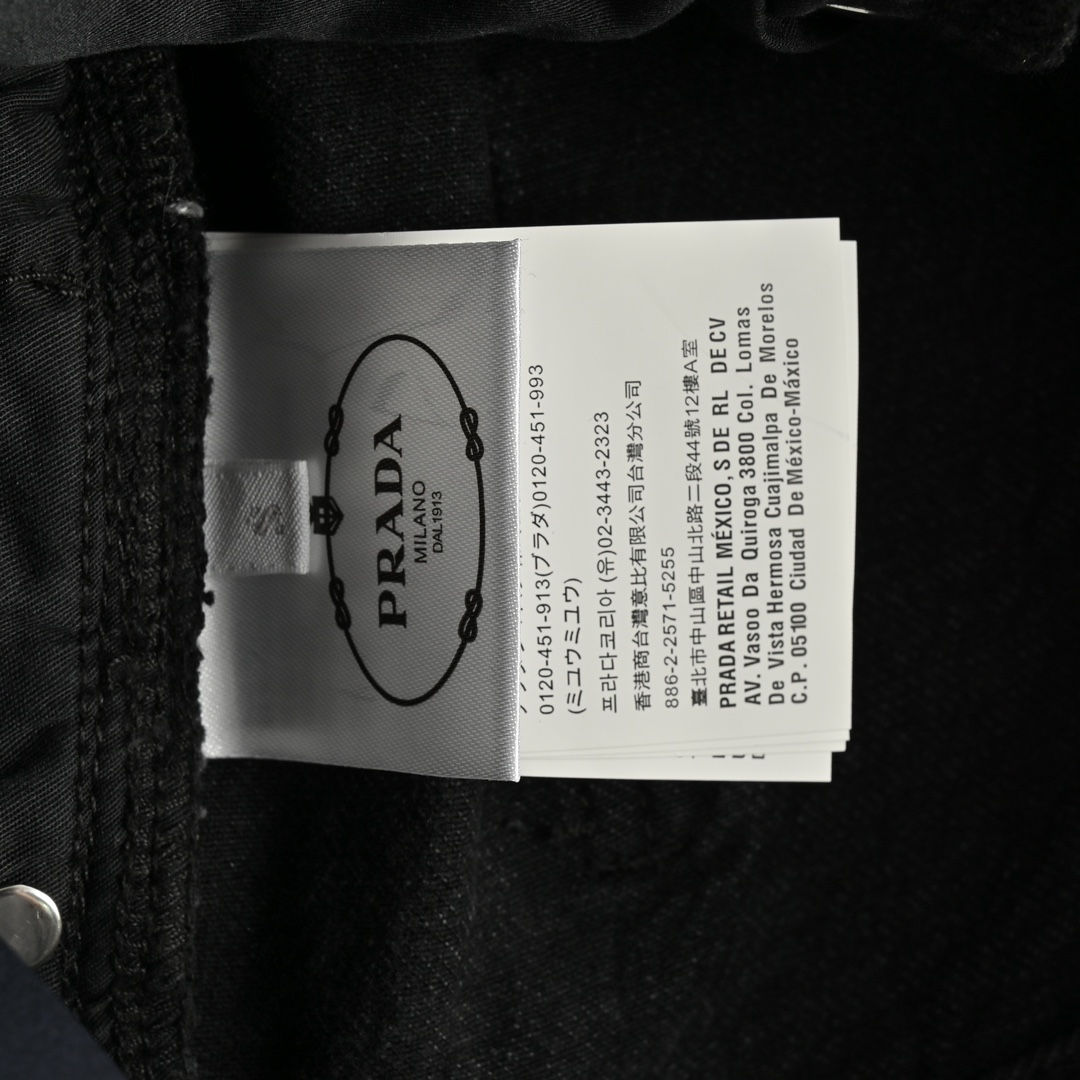 PRADA
MILANO
DAL 1913
0120-451-913(プラダ)0120-451-993
(ミユウミユウ)
프라다코리아 (유)02-3443-2323
香港商台灣意比有限公司台灣分公司
886-2-2571-5255
臺北市中山區中山北路二段44號12樓A室
PRADA RETAIL MÉXICO, S DE RL DE CV
AV. Vasoo Da Quiroga 3800 Col. Lomas
De Vista Hermosa Cuajimalpa De Morelos
C.P. 05100 Ciudad De México-Máxico